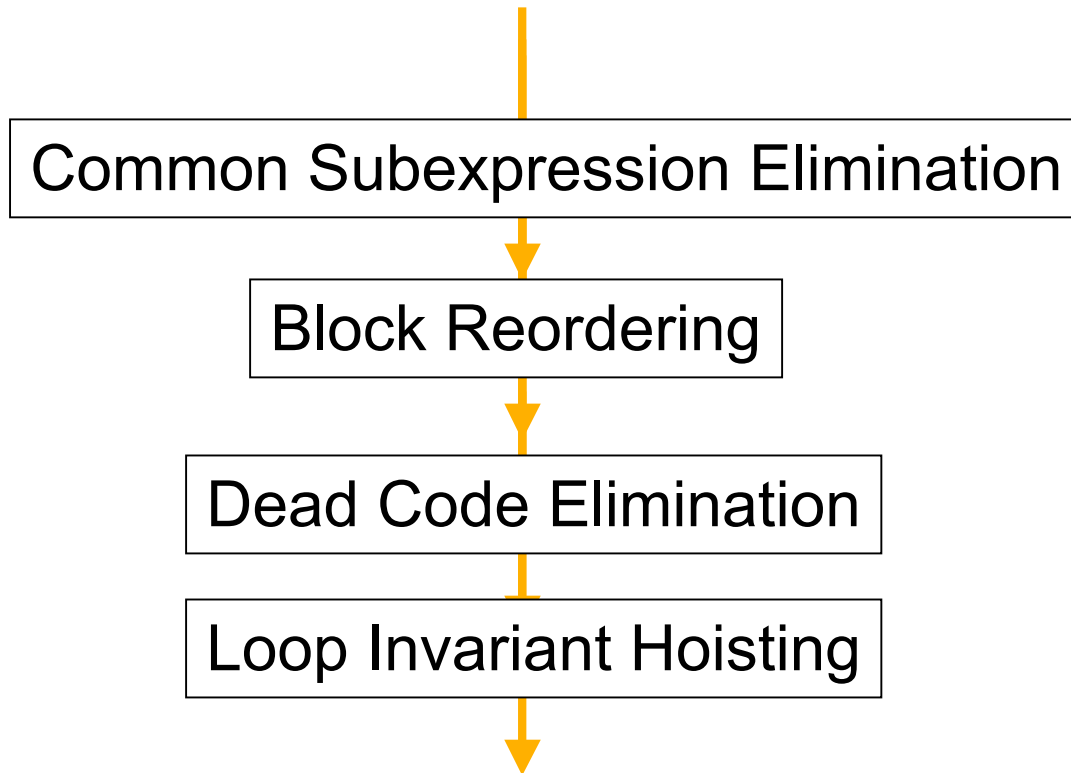 Common Subexpression Elimination
Block Reordering
Dead Code Elimination
Loop Invariant Hoisting